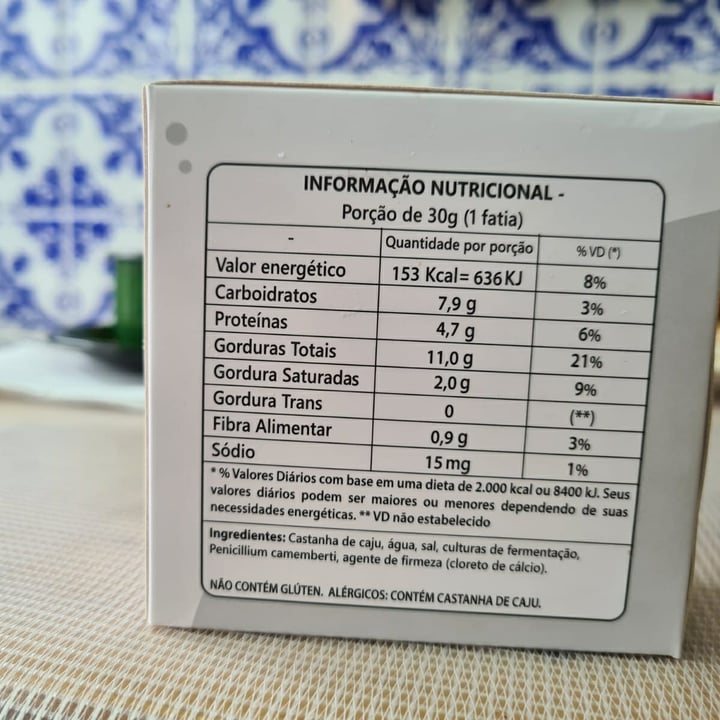 INFORMAÇÃO NUTRICIONAL -
Porção de 30g (1 fatia)
- Quantidade por porção % VD (*)
Valor energético 153 Kcal= 636KJ 8%
Carboidratos 7,9 g 3%
Proteínas 4,7 g 6%
Gorduras Totais 11,0 g 21%
Gordura Saturadas 2,0 g 9%
Gordura Trans 0 (**)
Fibra Alimentar 0,9 g 3%
Sódio 15 mg 1%
* % Valores Diários com base em uma dieta de 2.000 kcal ou 8400 kJ. Seus
valores diários podem ser maiores ou menores dependendo de suas
necessidades energéticas. ** VD não estabelecido
Ingredientes: Castanha de caju, água, sal, culturas de fermentação,
Penicillium camemberti, agente de firmeza (cloreto de cálcio).
NÃO CONTÉM GLÚTEN. ALÉRGICOS: CONTÉM CASTANHA DE CAJU.